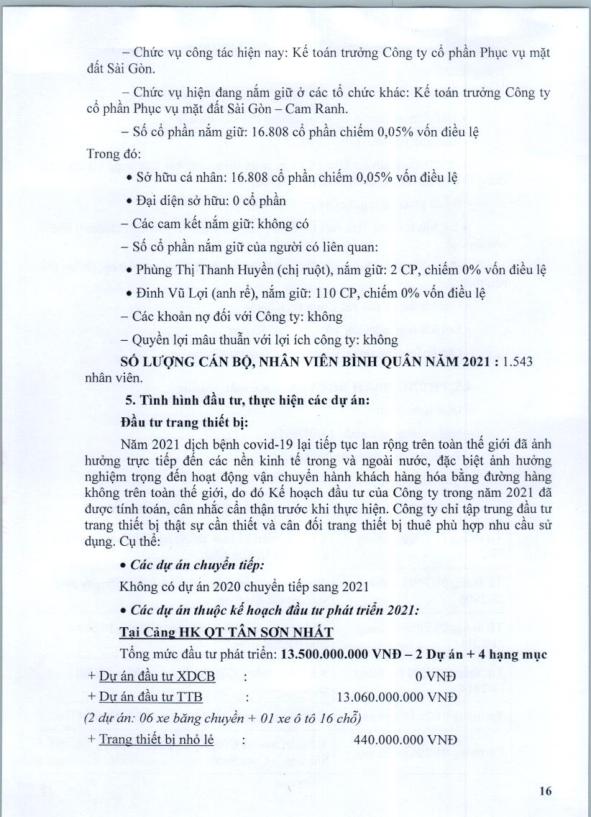 – Chức vụ công tác hiện nay: Kế toán trưởng Công ty cổ phần Phục vụ mặt
đất Sài Gòn.
– Chức vụ hiện đang nắm giữ ở các tổ chức khác: Kế toán trưởng Công ty
cổ phần Phục vụ mặt đất Sài Gòn – Cam Ranh.
– Số cổ phần nắm giữ: 16.808 cổ phần chiếm 0,05% vốn điều lệ
Trong đó:
• Sở hữu cá nhân: 16.808 cổ phần chiếm 0,05% vốn điều lệ
• Đại diện sở hữu: 0 cổ phần
– Các cam kết nắm giữ: không có
– Số cổ phần nắm giữ của người có liên quan:
• Phùng Thị Thanh Huyền (chị ruột), nắm giữ: 2 CP, chiếm 0% vốn điều lệ
• Đinh Vũ Lợi (anh rể), nắm giữ: 110 CP, chiếm 0% vốn điều lệ
– Các khoản nợ đối với Công ty: không
– Quyền lợi mâu thuẫn với lợi ích công ty: không
SỐ LƯỢNG CÁN BỘ, NHÂN VIÊN BÌNH QUÂN NĂM 2021 : 1.543
nhân viên.
5. Tình hình đầu tư, thực hiện các dự án:
Đầu tư trang thiết bị:
Năm 2021 dịch bệnh covid-19 lại tiếp tục lan rộng trên toàn thế giới đã ảnh
hưởng trực tiếp đến các nền kinh tế trong và ngoài nước, đặc biệt ảnh hưởng
nghiệm trọng đến hoạt động vận chuyển hành khách hàng hóa bằng đường hàng
không trên toàn thế giới, do đó Kế hoạch đầu tư của Công ty trong năm 2021 đã
được tính toán, cân nhắc cẩn thận trước khi thực hiện. Công ty chỉ tập trung đầu tư
trang thiết bị thật sự cần thiết và cân đối trang thiết bị thuê phù hợp nhu cầu sử
dụng. Cụ thể:
• Các dự án chuyển tiếp:
Không có dự án 2020 chuyển tiếp sang 2021
• Các dự án thuộc kế hoạch đầu tư phát triển 2021:
Tại Cảng HK QT TÂN SƠN NHẤT
Tổng mức đầu tư phát triển: 13.500.000.000 VNĐ – 2 Dự án + 4 hạng mục
+ Dự án đầu tư XDCB : 0 VNĐ
+ Dự án đầu tư TTB : 13.060.000.000 VNĐ
(2 dự án: 06 xe băng chuyền + 01 xe ô tô 16 chỗ)
+ Trang thiết bị nhỏ lẻ : 440.000.000 VNĐ
16